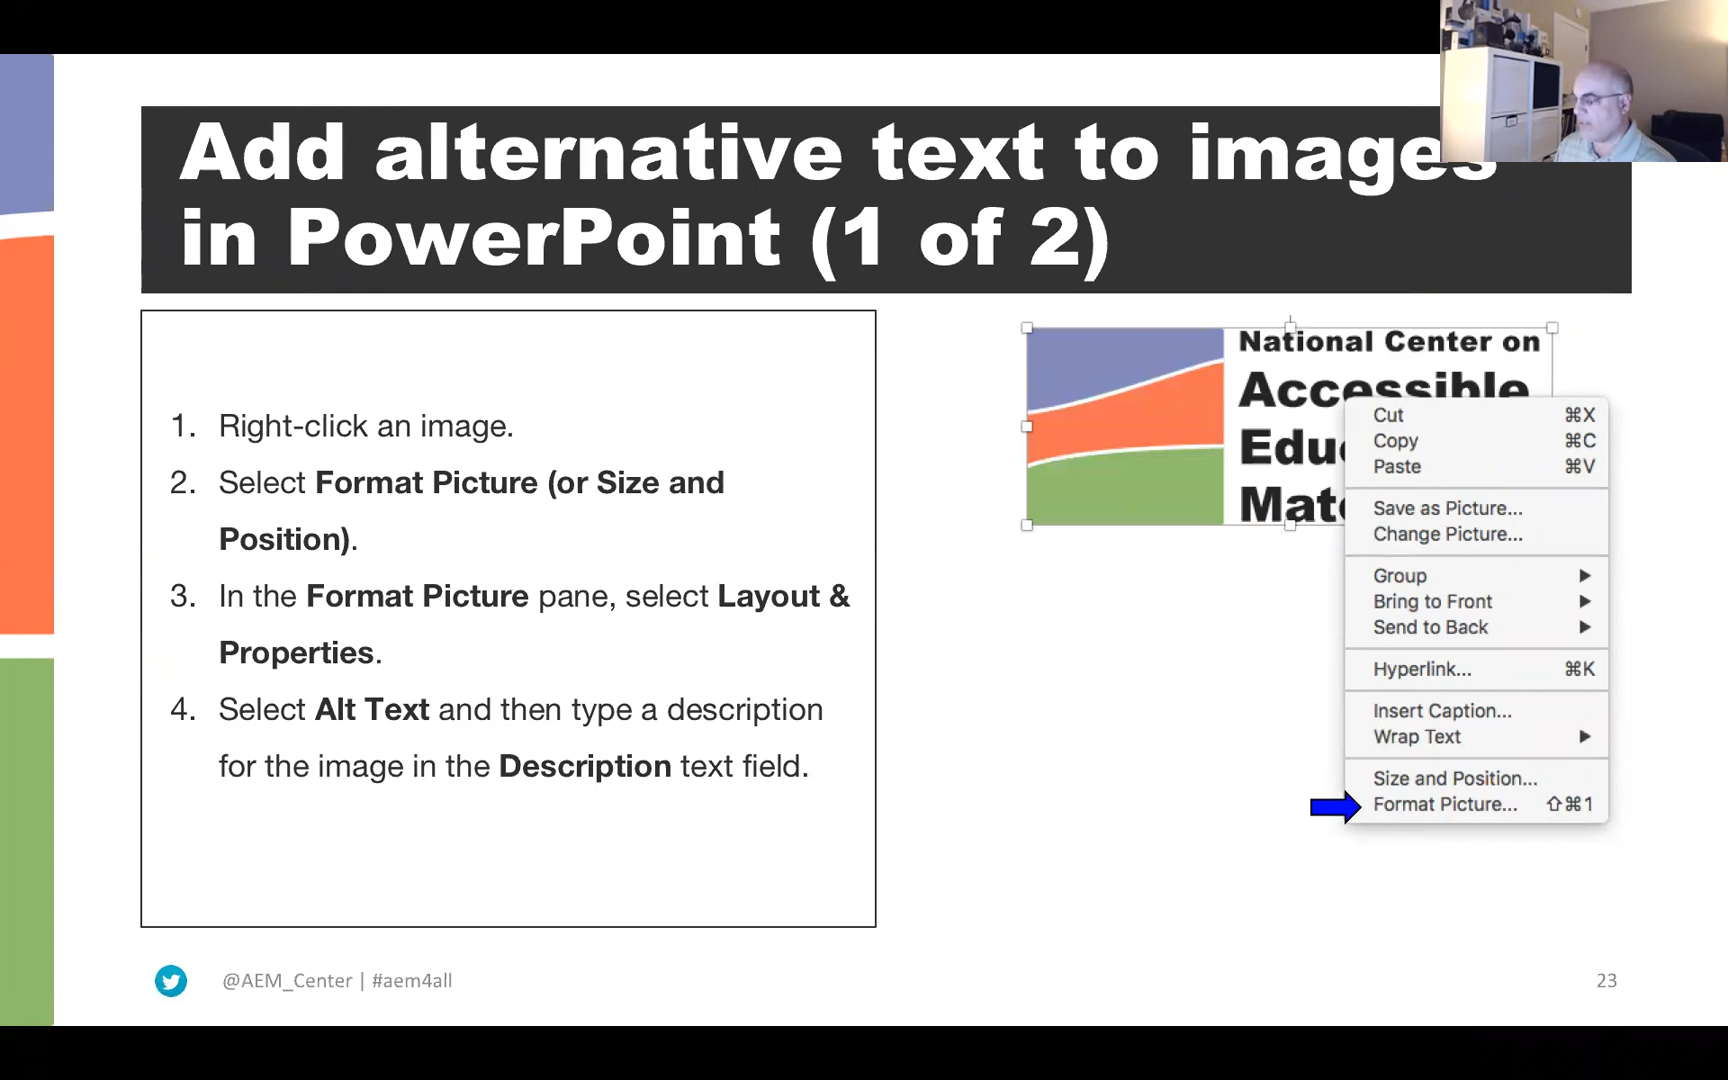 Add alternative text to images
in PowerPoint (1 of 2)
1. Right-click an image.
2. Select Format Picture (or Size and
Position).
3. In the Format Picture pane, select Layout &
Properties.
4. Select Alt Text and then type a description
for the image in the Description text field.
National Center on
Accessible
Edu
Mate
Cut ⌘X
Copy ⌘C
Paste ⌘V
Save as Picture...
Change Picture...
Group
Bring to Front
Send to Back
Hyperlink... ⌘K
Insert Caption...
Wrap Text
Size and Position...
Format Picture... ⇧⌘1
@AEM_Center | #aem4all
23